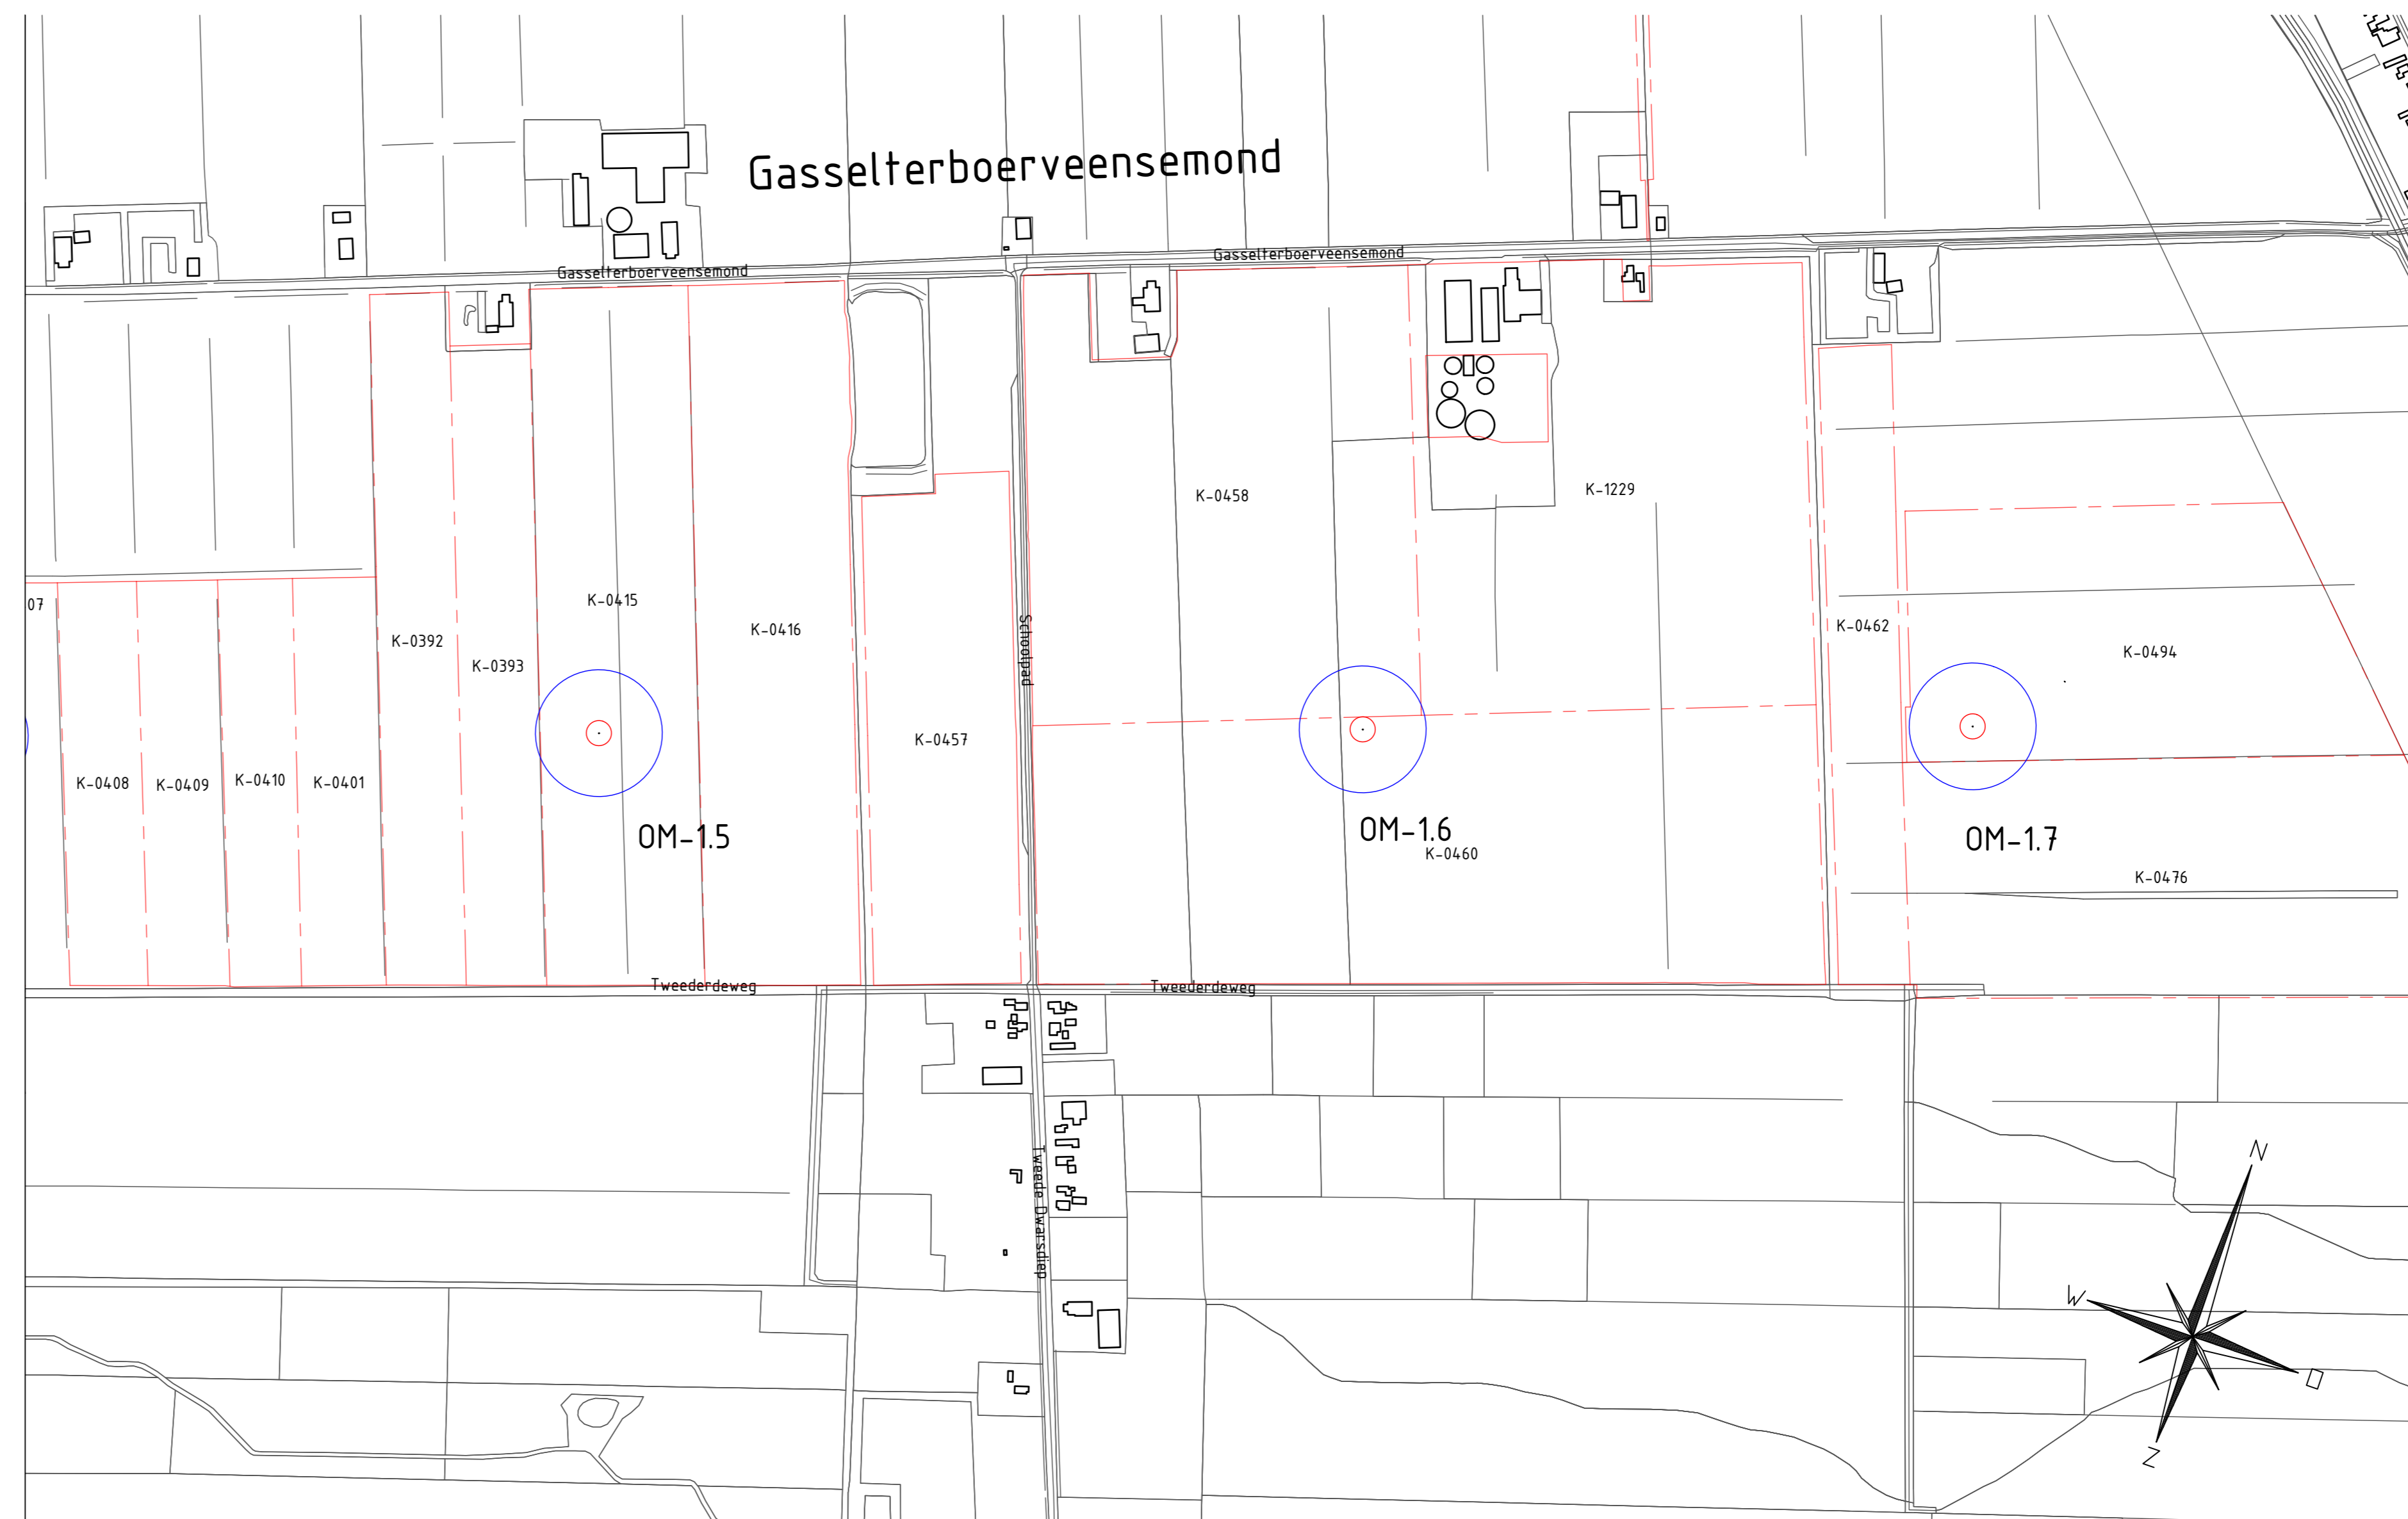 Gasselterboerveensemond
Gasselterboerveensemond
Gasselterboerveensemond
K-0458
K-1229
07
K-0415
K-0416
K-0392
K-0393
Schoolpad
K-0462
K-0494
K-0457
K-0408
K-0409
K-0410
K-0401
OM-1.5
OM-1.6
OM-1.7
K-0460
K-0476
Tweederdeweg
Tweederdeweg
Tweede Dwarsdiep
N
W
O
Z